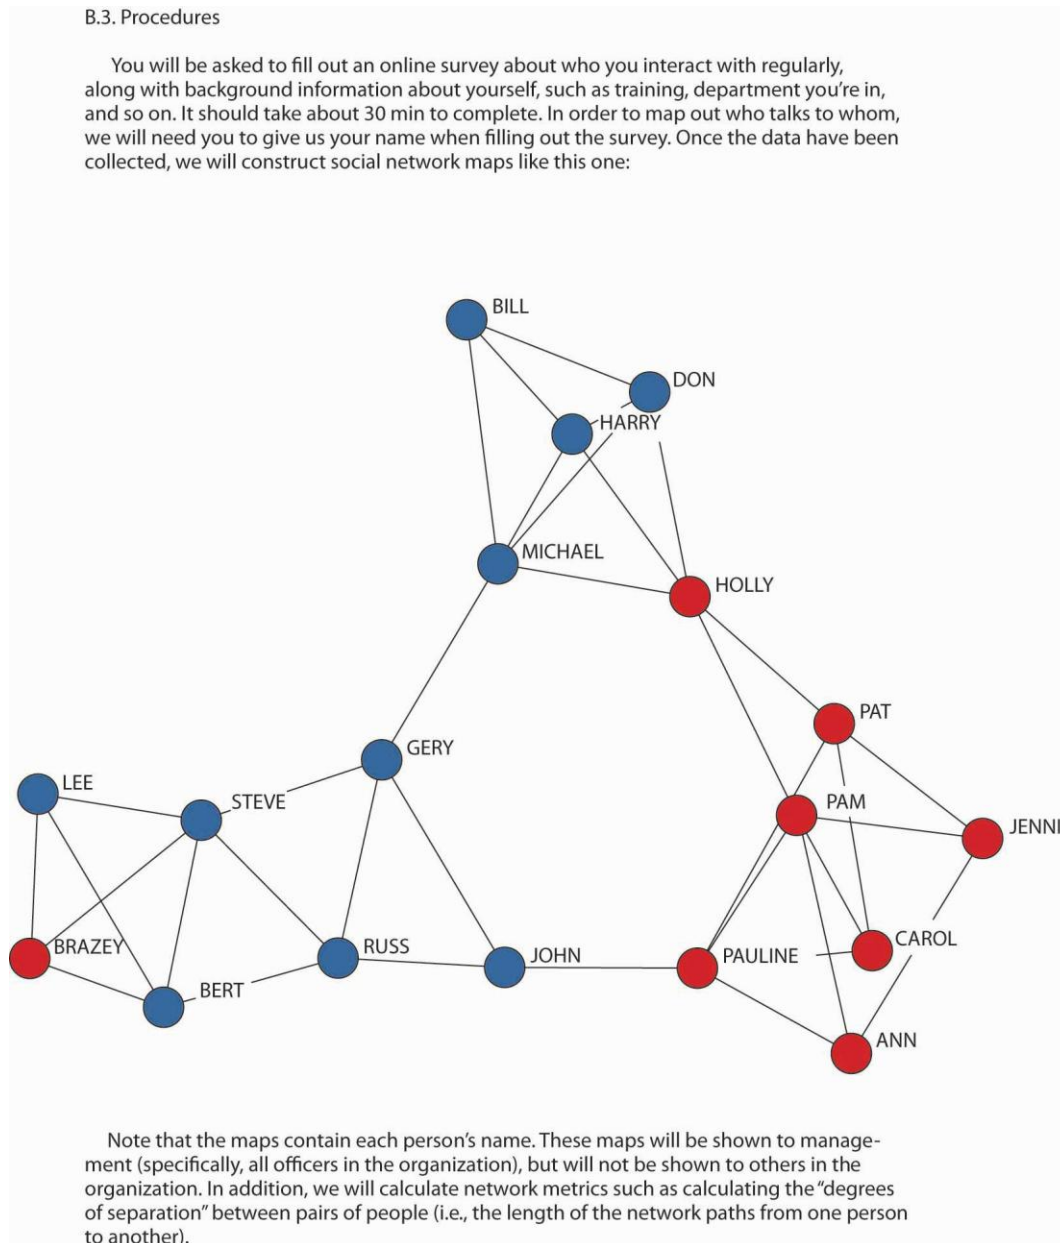 B.3. Procedures
You will be asked to fill out an online survey about who you interact with regularly,
along with background information about yourself, such as training, department you’re in,
and so on. It should take about 30 min to complete. In order to map out who talks to whom,
we will need you to give us your name when filling out the survey. Once the data have been
collected, we will construct social network maps like this one:
BILL
DON
HARRY
MICHAEL
HOLLY
PAT
GERY
LEE
STEVE
PAM
JENNI
BRAZEY
RUSS
JOHN
PAULINE
CAROL
BERT
ANN
Note that the maps contain each person’s name. These maps will be shown to manage-
ment (specifically, all officers in the organization), but will not be shown to others in the
organization. In addition, we will calculate network metrics such as calculating the “degrees
of separation” between pairs of people (i.e., the length of the network paths from one person
to another).